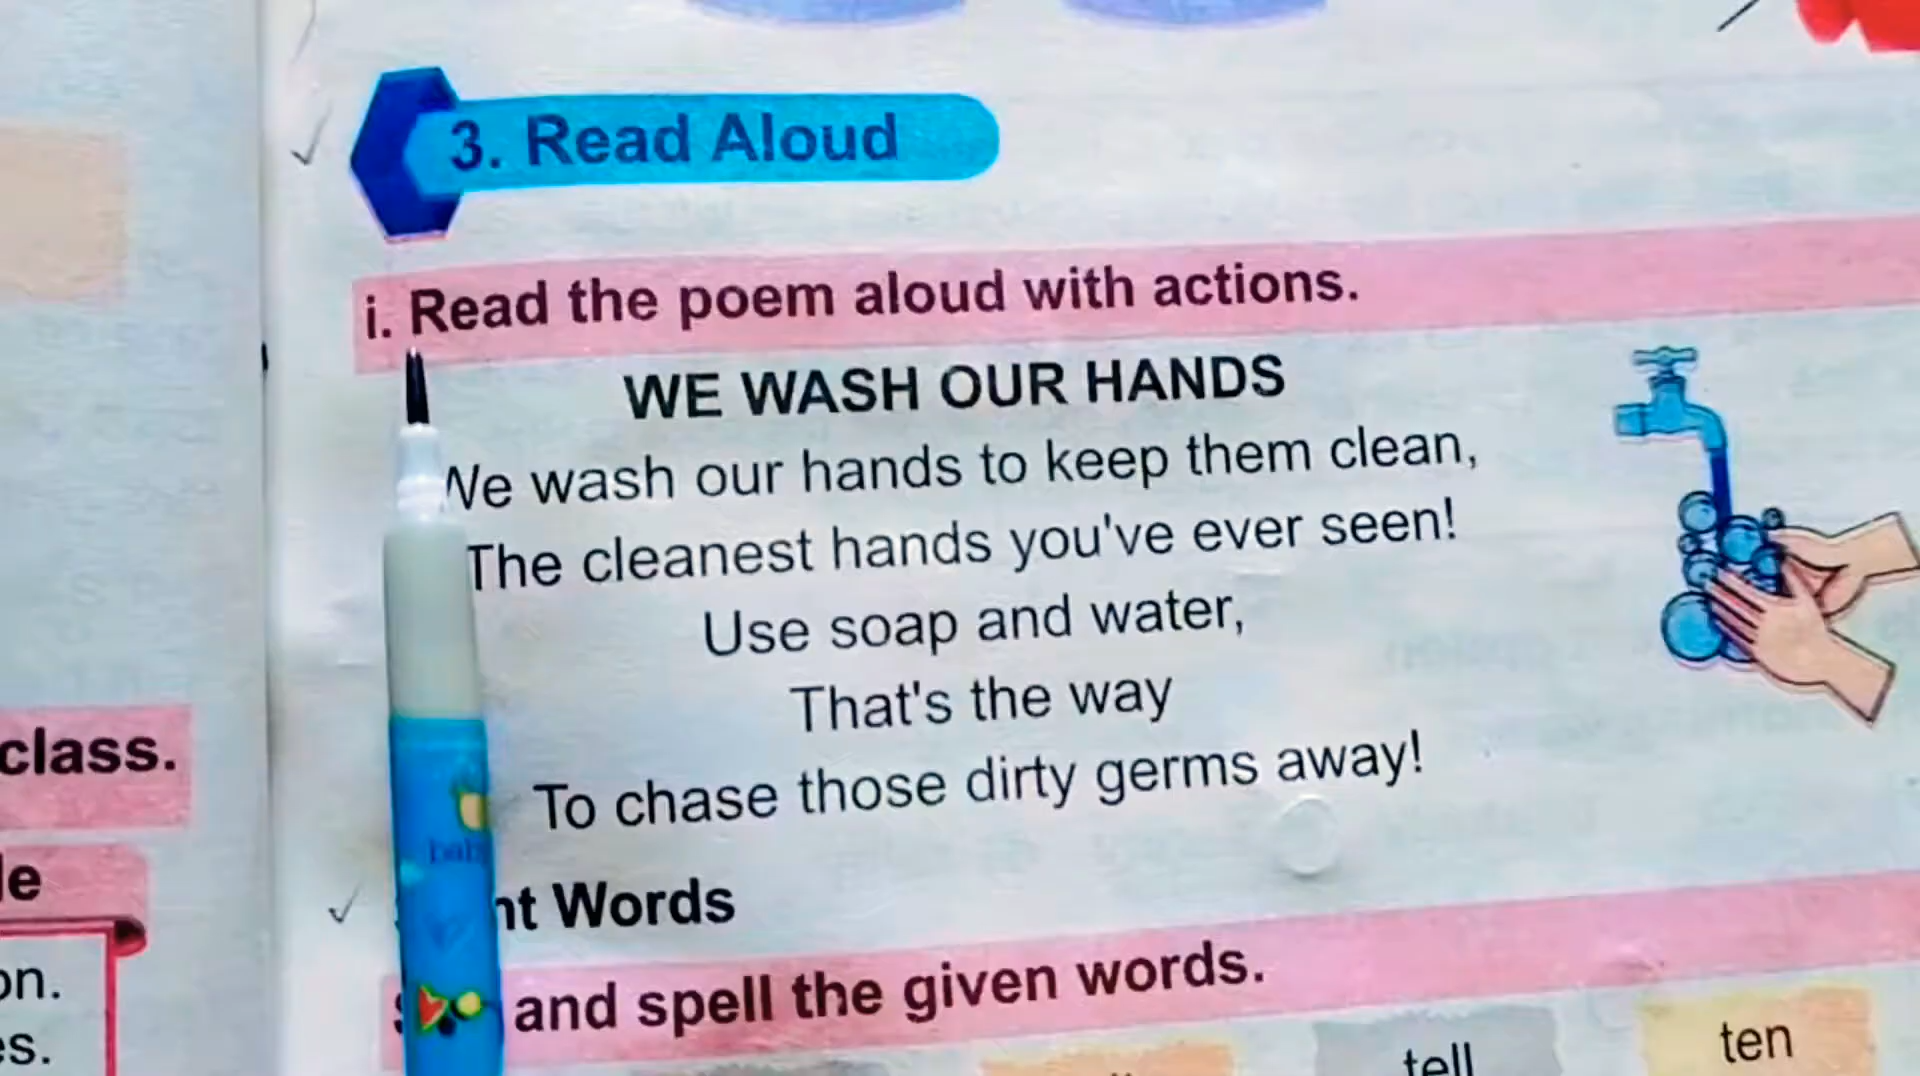 3. Read Aloud
i. Read the poem aloud with actions.
WE WASH OUR HANDS
We wash our hands to keep them clean,
The cleanest hands you've ever seen!
Use soap and water,
That's the way
To chase those dirty germs away!
Words
and spell the given words.
tell
ten
class.